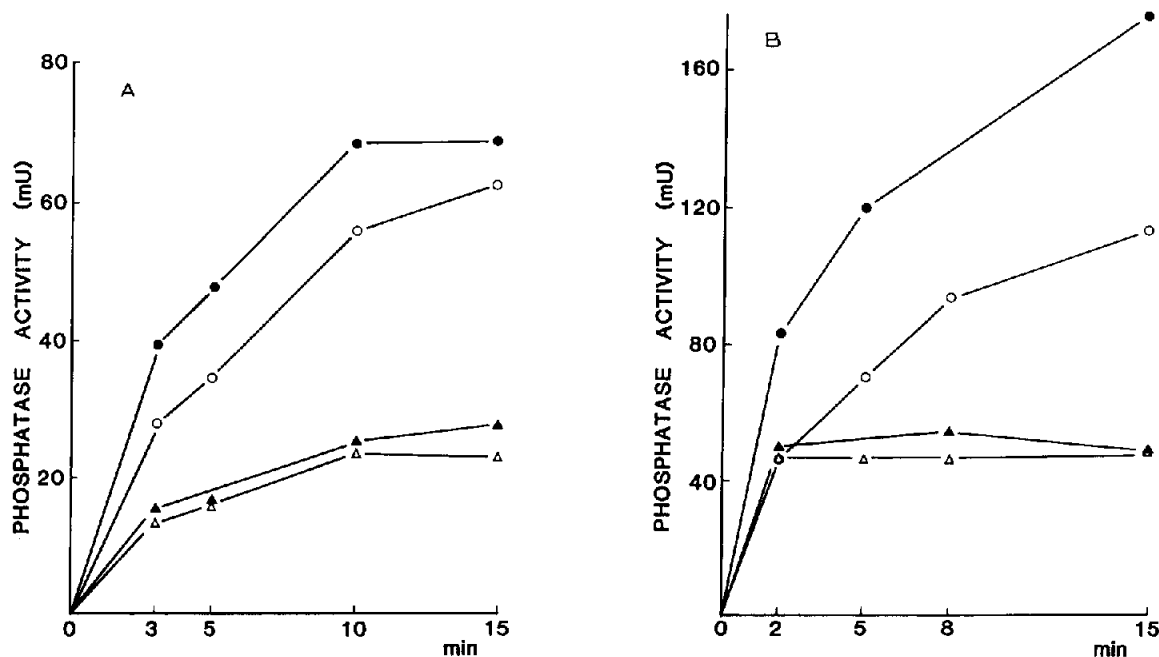 A
80
60
40
20
PHOSPHATASE ACTIVITY (mU)
0 3 5 10 15
min
B
160
120
80
40
PHOSPHATASE ACTIVITY (mU)
0 2 5 8 15
min